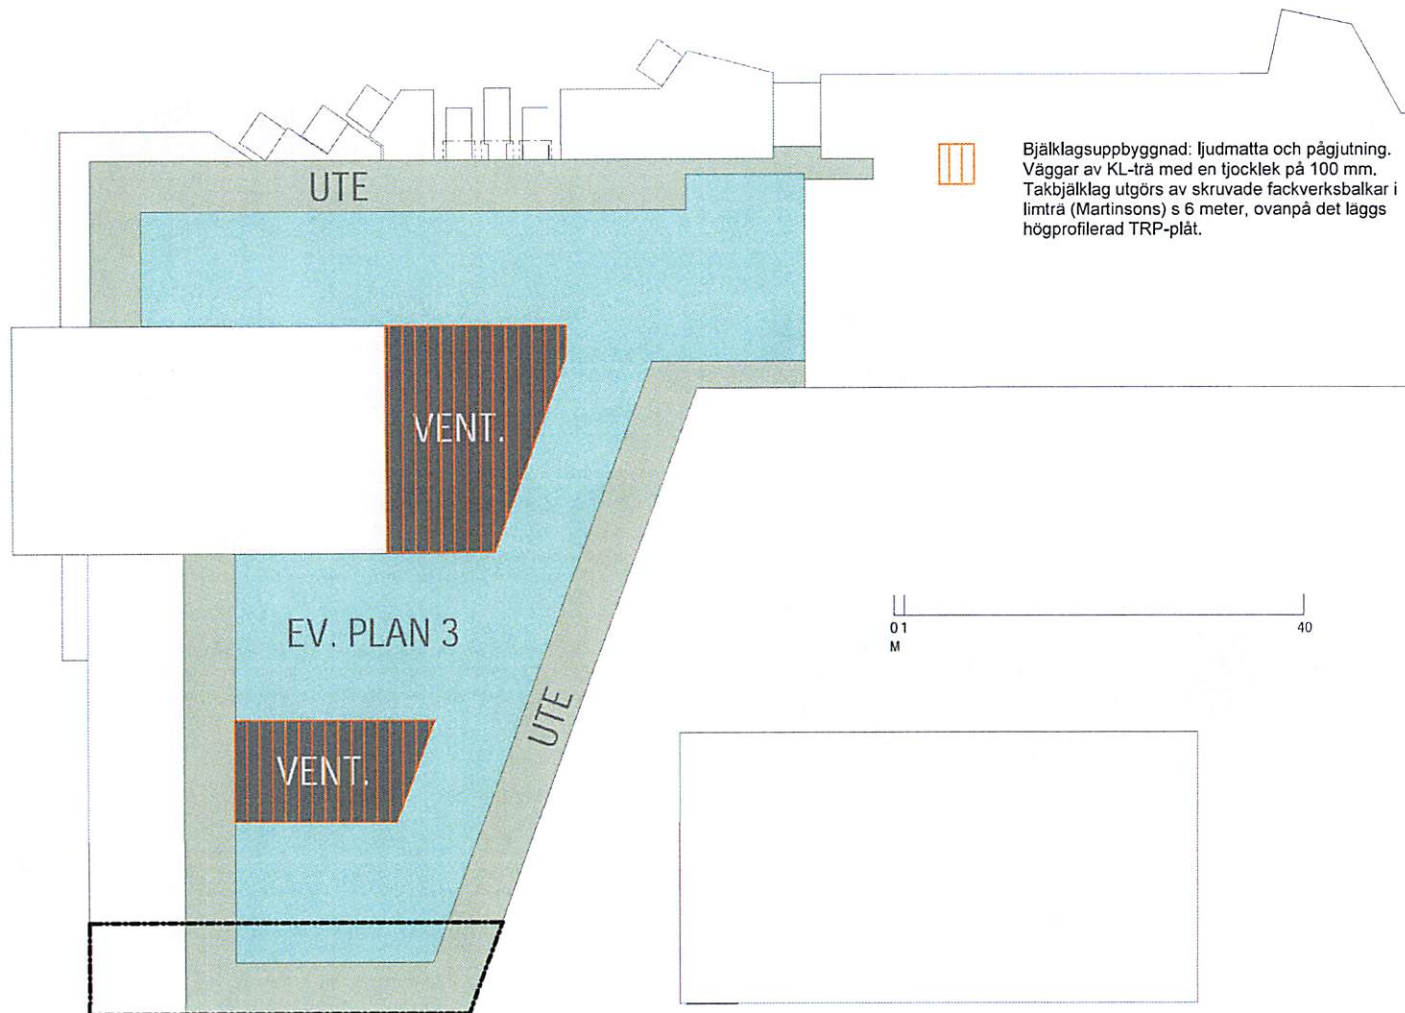 UTE
Bjälklagsuppbyggnad: ljudmatta och pågjutning.
Väggar av KL-trä med en tjocklek på 100 mm.
Takbjälklag utgörs av skruvade fackverksbalkar i
limträ (Martinsons) s 6 meter, ovanpå det läggs
högprofilerad TRP-plåt.
VENT.
EV. PLAN 3
0 1
40
M
UTE
VENT.